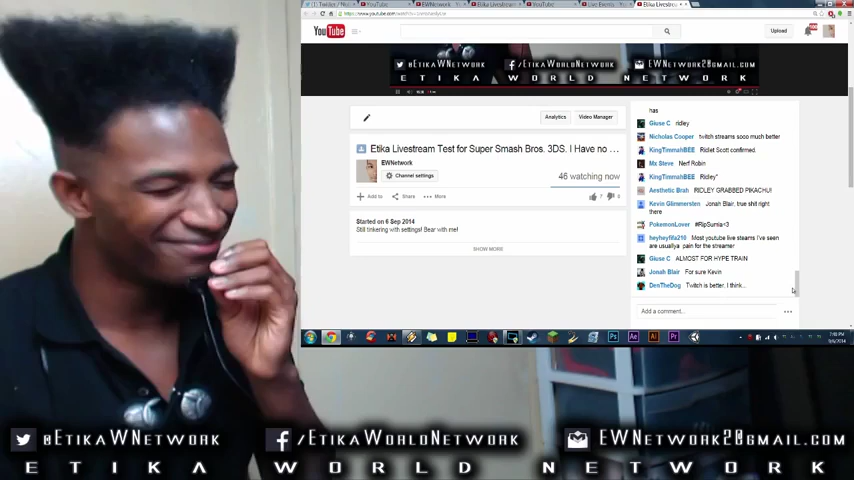 YouTube
Upload
@EtikaWNetwork
/EtikaWorldNetwork
EWNetwork2@gmail.com
ETIKA WORLD NETWORK
Analytics
Video Manager
Etika Livestream Test for Super Smash Bros. 3DS. I Have no ...
EWNetwork
Channel settings
46 watching now
Add to
Share
More
Started on 6 Sep 2014
Still tinkering with settings! Bear with me!
SHOW MORE
has
Giuse C ridley
Nicholas Cooper twitch streams sooo much better
KingTimmahBEE Ridlet Scott confirmed.
Mx Steve Nerf Robin
KingTimmahBEE Ridley*
Aesthetic Brah RIDLEY GRABBED PIKACHU!
Kevin Glimmersten Jonah Blair, true shit right
there
PokemonLover #RipSumia<3
heyheyfifa210 Most youtube live steams I've seen
are usuallya pain for the streamer
Giuse C ALMOST FOR HYPE TRAIN
Jonah Blair For sure Kevin
DenTheDog Twitch is better. I think...
Add a comment...
@EtikaWNetwork
/EtikaWorldNetwork
EWNetwork2@gmail.com
ETIKA WORLD NETWORK